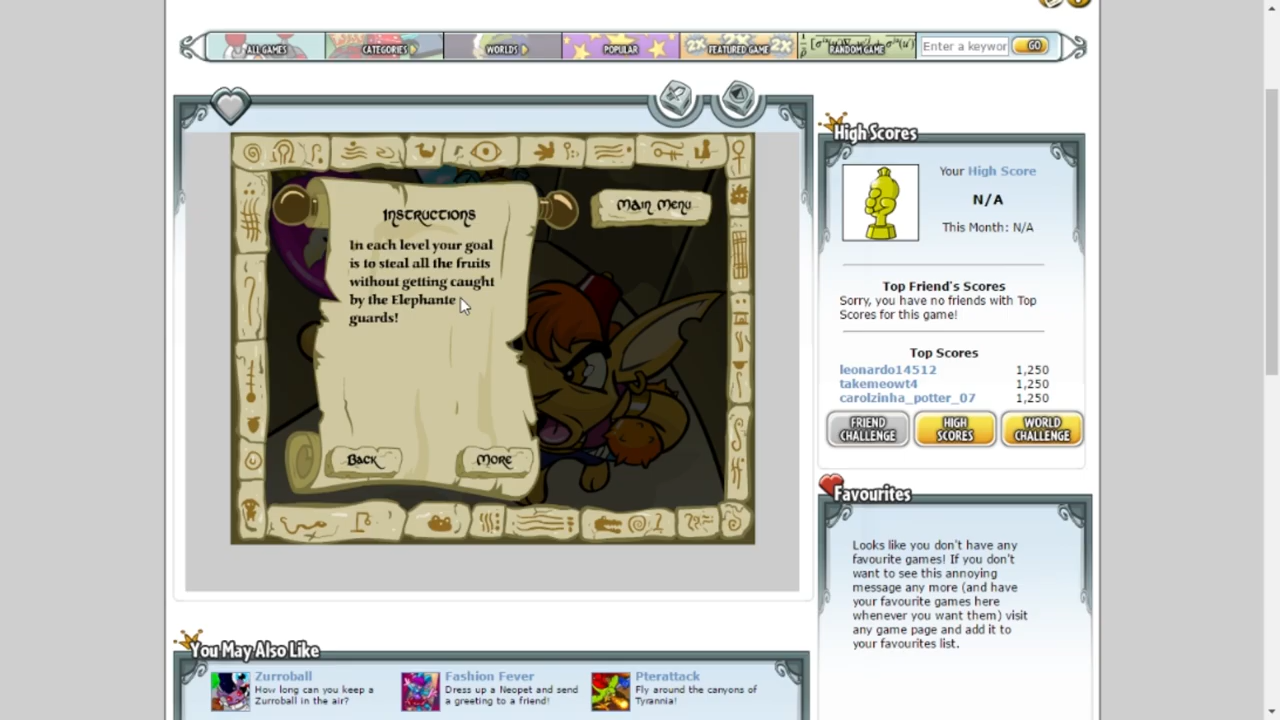 ALL GAMES
CATEGORIES
WORLDS
POPULAR
FEATURED GAME
RANDOM GAME
Enter a keywor
GO
Instructions
In each level your goal
is to steal all the fruits
without getting caught
by the Elephante
guards!
Back
More
Main Menu
High Scores
Your High Score
N/A
This Month: N/A
Top Friend's Scores
Sorry, you have no friends with Top
Scores for this game!
Top Scores
leonardo14512 1,250
takemeowt4 1,250
carolzinha_potter_07 1,250
FRIEND
CHALLENGE
HIGH
SCORES
WORLD
CHALLENGE
Favourites
Looks like you don't have any
favourite games! If you don't
want to see this annoying
message any more (and have
your favourite games here
whenever you want them) visit
any game page and add it to
your favourites list.
You May Also Like
Zurroball
How long can you keep a
Zurroball in the air?
Fashion Fever
Dress up a Neopet and send
a greeting to a friend!
Pterattack
Fly around the canyons of
Tyrannia!